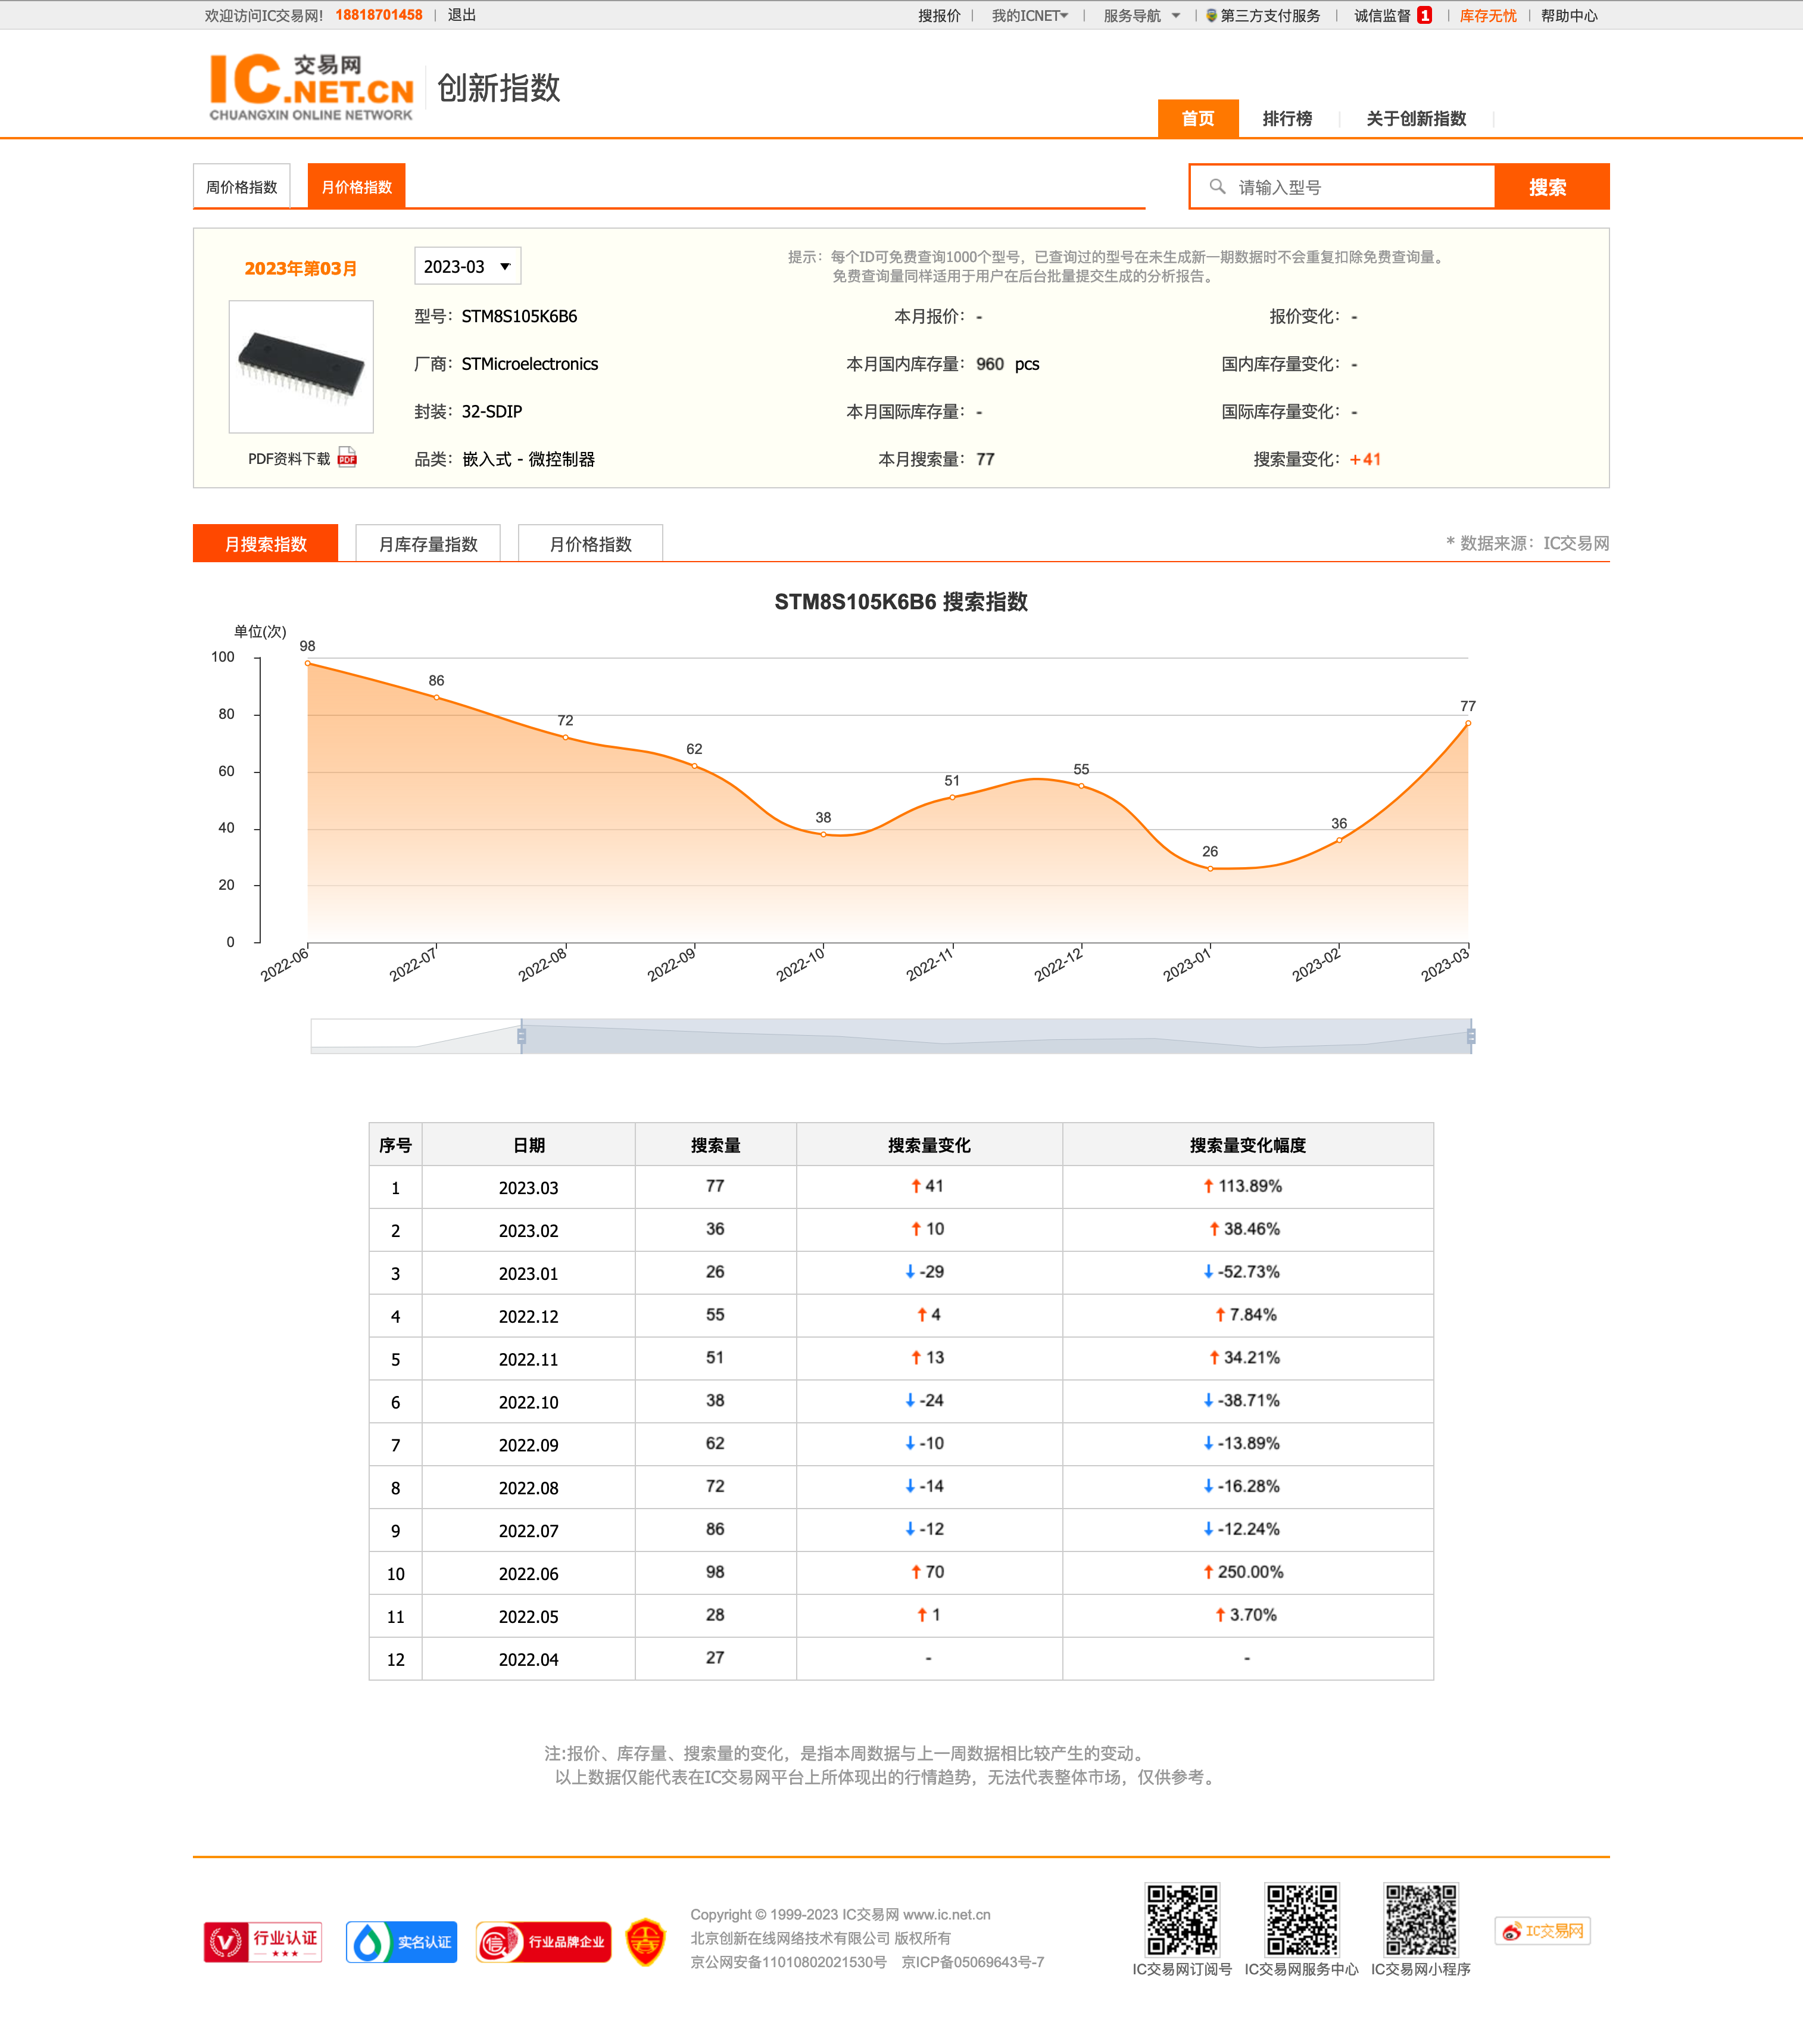 欢迎访问IC交易网! 18818701458 | 退出
搜报价 | 我的ICNET | 服务导航 | 第三方支付服务 | 诚信监督 1 | 库存无忧 | 帮助中心
IC交易网
.NET.CN
CHUANGXIN ONLINE NETWORK
创新指数
首页 排行榜 关于创新指数
周价格指数 月价格指数
请输入型号 搜索
2023年第03月 2023-03
提示：每个ID可免费查询1000个型号，已查询过的型号在未生成新一期数据时不会重复扣除免费查询量。
免费查询量同样适用于用户在后台批量提交生成的分析报告。
型号：STM8S105K6B6 本月报价：- 报价变化：-
厂商：STMicroelectronics 本月国内库存量：960 pcs 国内库存量变化：-
封装：32-SDIP 本月国际库存量：- 国际库存量变化：-
PDF资料下载 PDF 品类：嵌入式 - 微控制器 本月搜索量：77 搜索量变化：+41
月搜索指数 月库存量指数 月价格指数 * 数据来源：IC交易网
STM8S105K6B6 搜索指数
单位(次)
100
80
60
40
20
0
98 86 72 62 38 51 55 26 36 77
2022-06 2022-07 2022-08 2022-09 2022-10 2022-11 2022-12 2023-01 2023-02 2023-03
序号 日期 搜索量 搜索量变化 搜索量变化幅度
1 2023.03 77 ↑ 41 ↑ 113.89%
2 2023.02 36 ↑ 10 ↑ 38.46%
3 2023.01 26 ↓ -29 ↓ -52.73%
4 2022.12 55 ↑ 4 ↑ 7.84%
5 2022.11 51 ↑ 13 ↑ 34.21%
6 2022.10 38 ↓ -24 ↓ -38.71%
7 2022.09 62 ↓ -10 ↓ -13.89%
8 2022.08 72 ↓ -14 ↓ -16.28%
9 2022.07 86 ↓ -12 ↓ -12.24%
10 2022.06 98 ↑ 70 ↑ 250.00%
11 2022.05 28 ↑ 1 ↑ 3.70%
12 2022.04 27 - -
注:报价、库存量、搜索量的变化，是指本周数据与上一周数据相比较产生的变动。
以上数据仅能代表在IC交易网平台上所体现出的行情趋势，无法代表整体市场，仅供参考。
行业认证 实名认证 行业品牌企业
Copyright © 1999-2023 IC交易网 www.ic.net.cn
北京创新在线网络技术有限公司 版权所有
京公网安备11010802021530号 京ICP备05069643号-7
IC交易网订阅号 IC交易网服务中心 IC交易网小程序
IC交易网